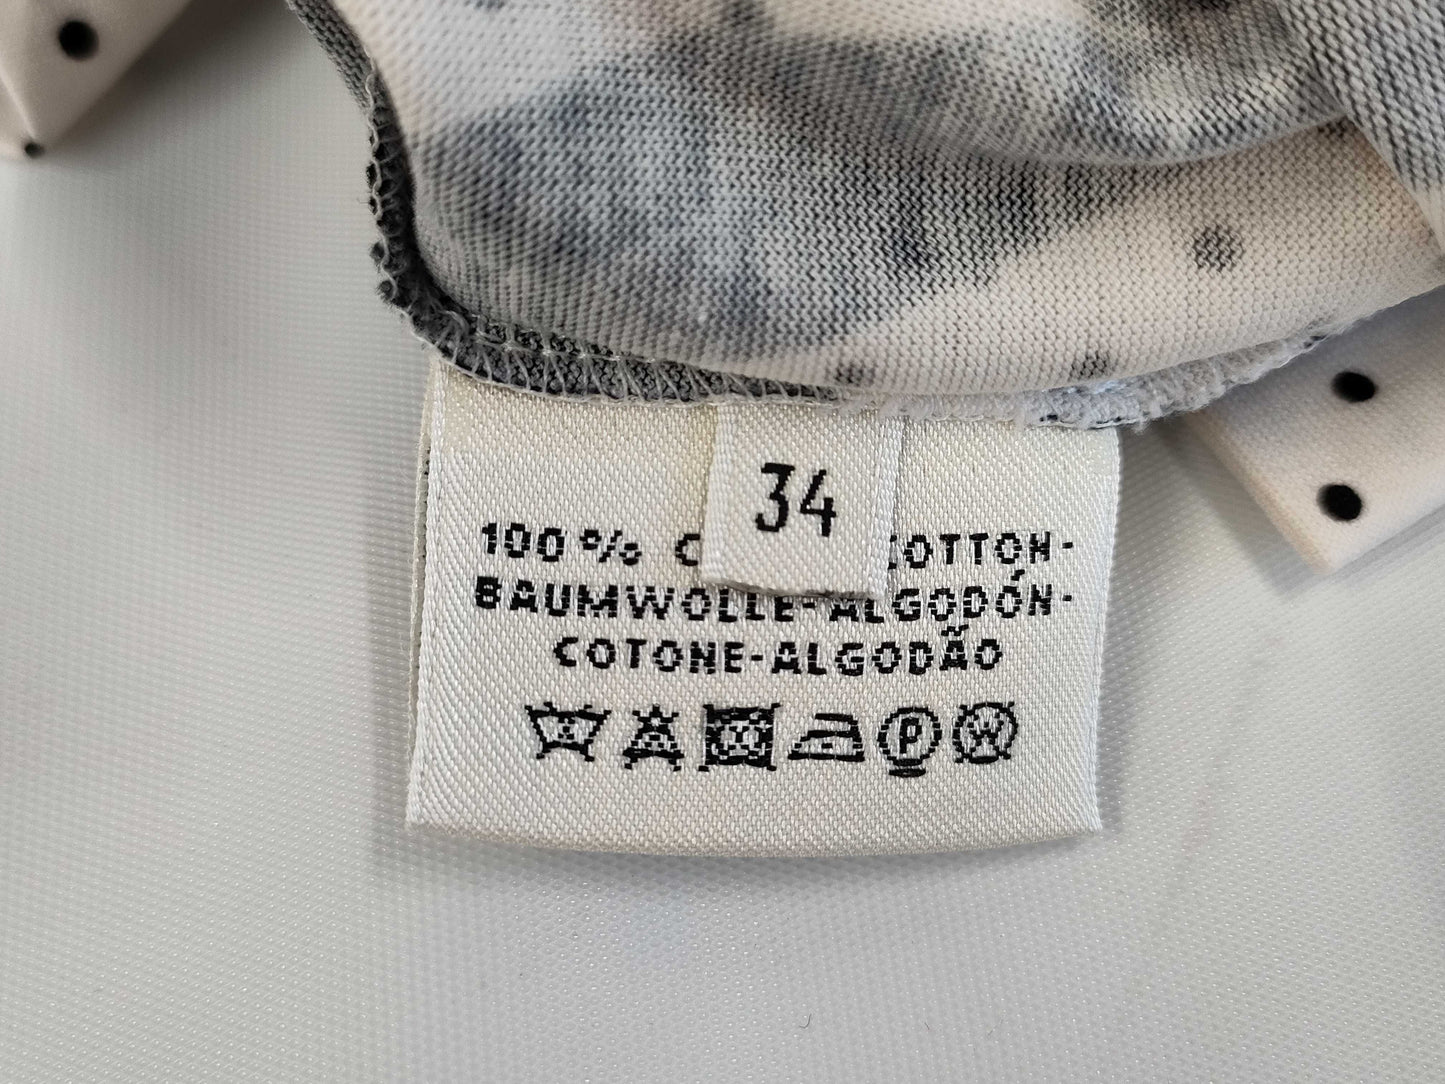 34
100% COTTON-
BAUMWOLLE-ALGODÓN-
COTONE-ALGODÃO
P W